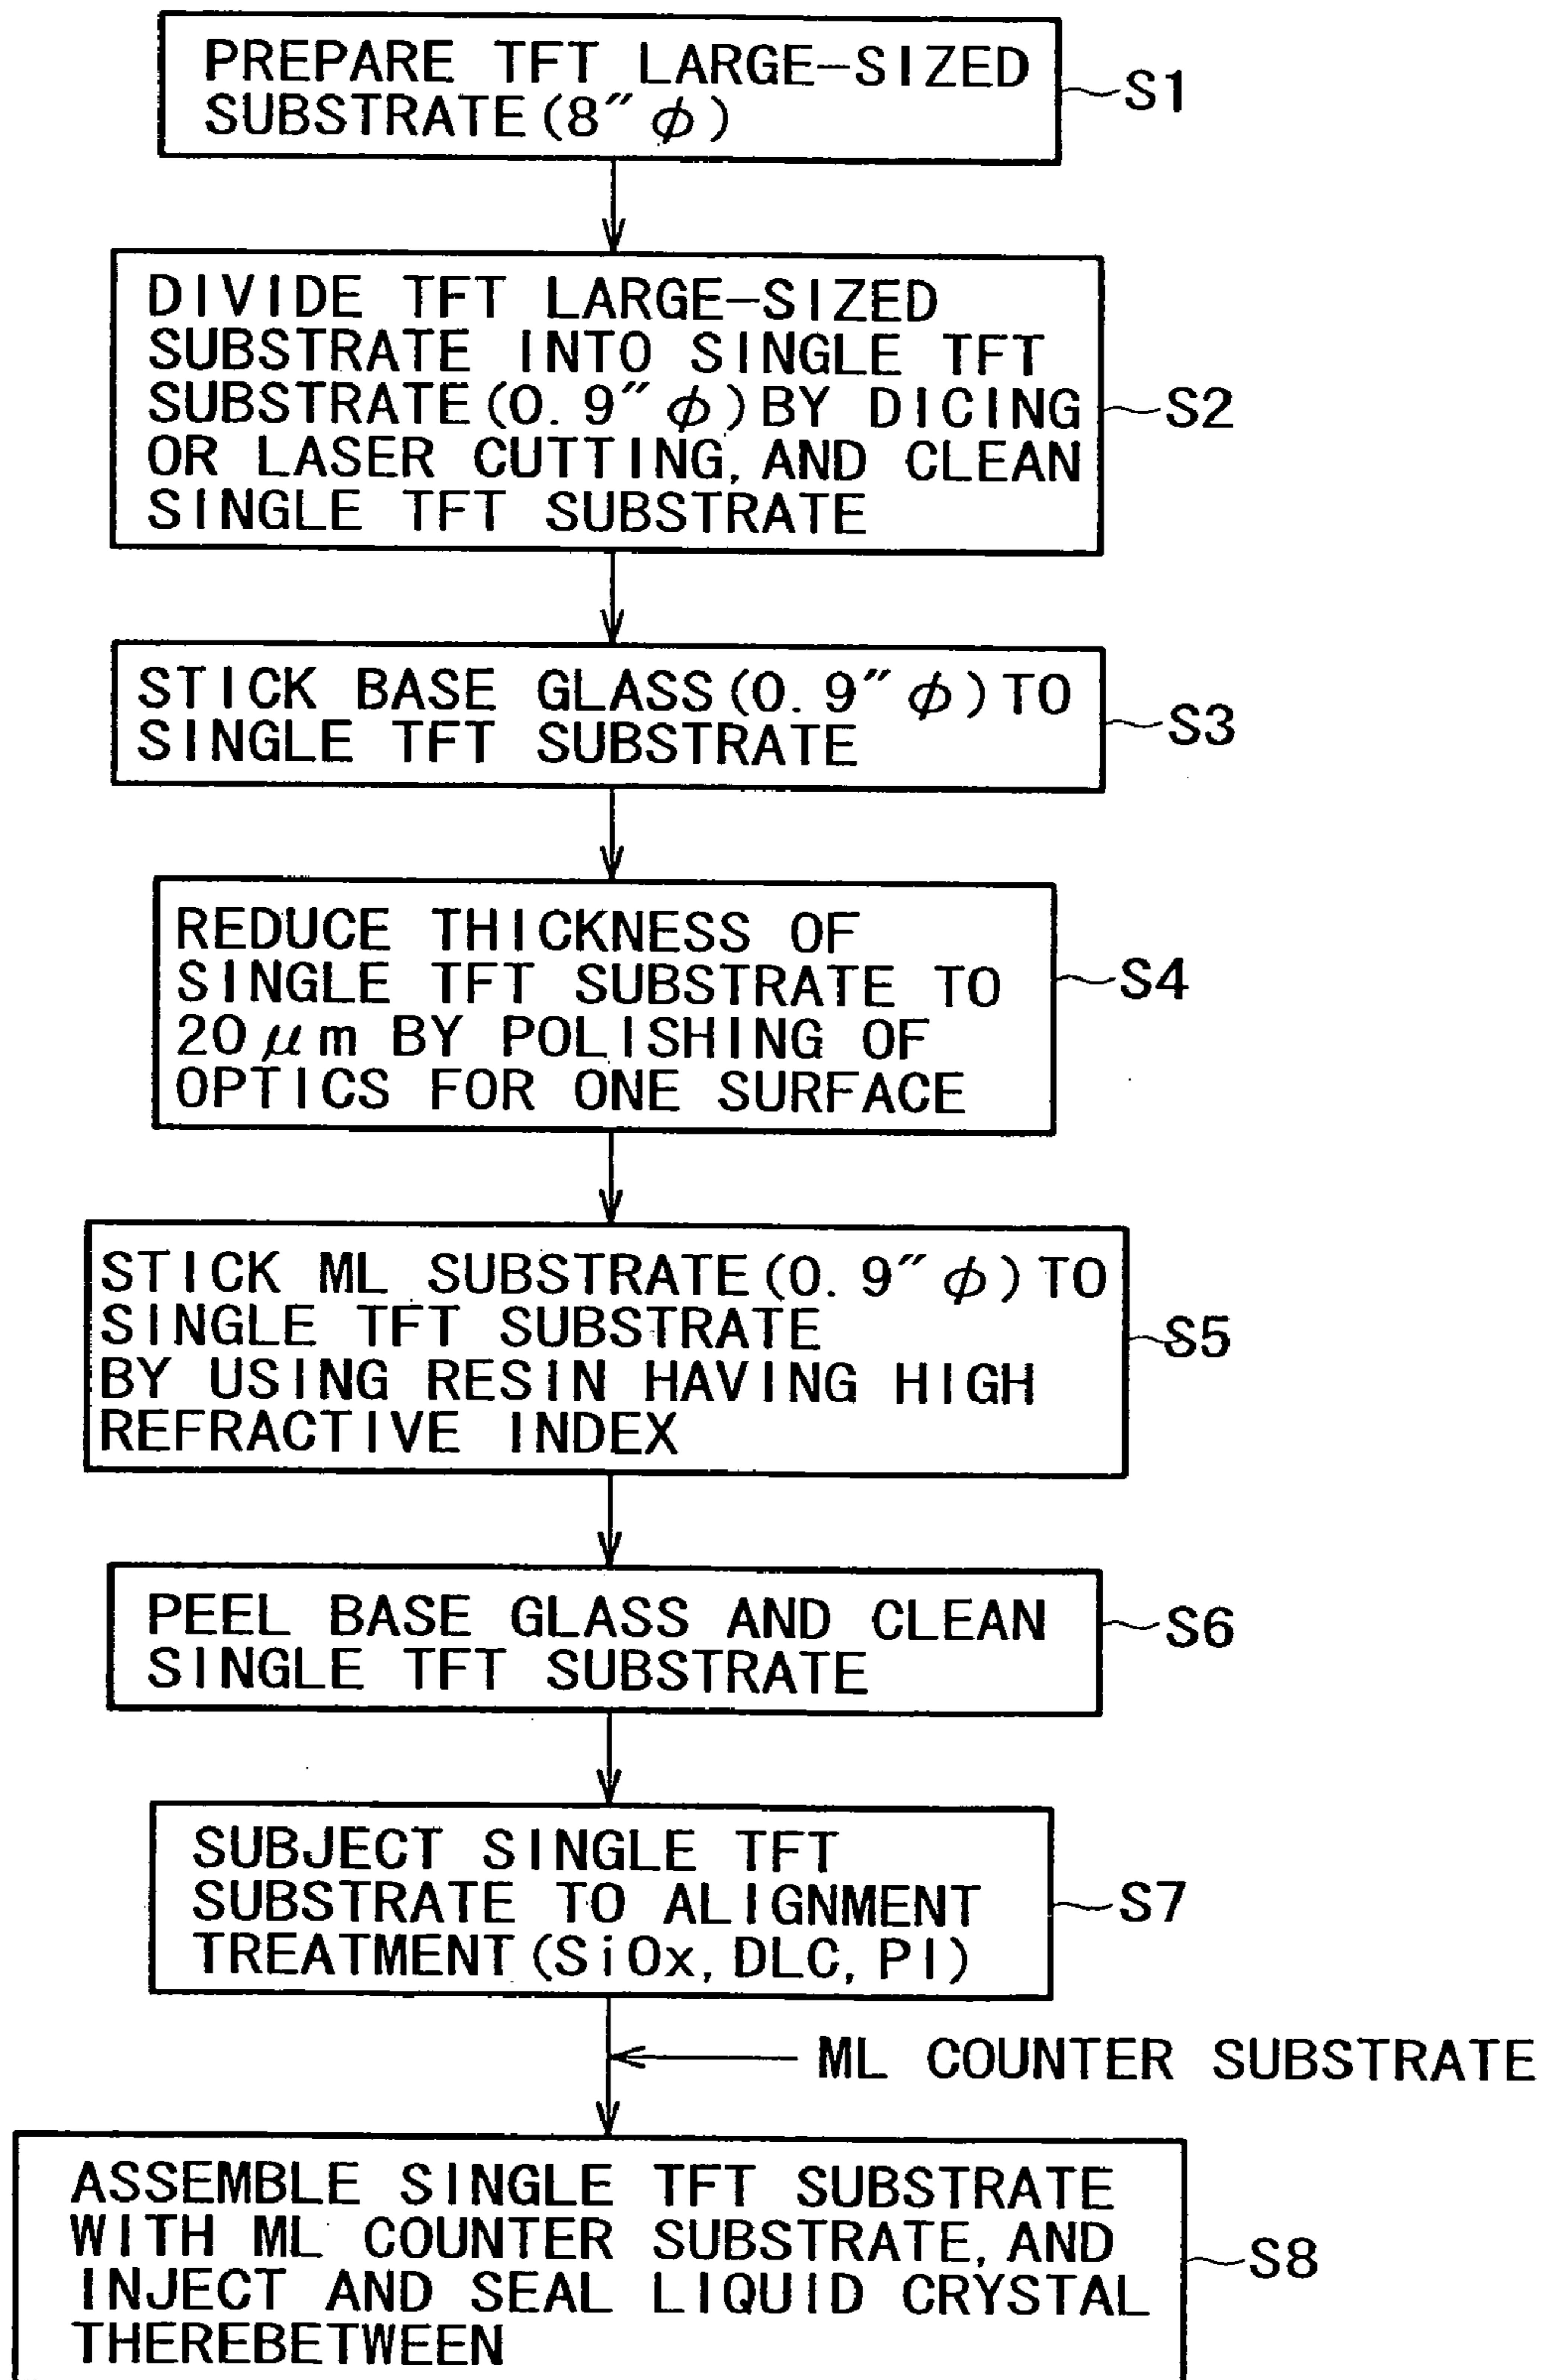 PREPARE TFT LARGE-SIZED
SUBSTRATE(8″φ)
S1
DIVIDE TFT LARGE-SIZED
SUBSTRATE INTO SINGLE TFT
SUBSTRATE(0.9″φ)BY DICING
OR LASER CUTTING, AND CLEAN
SINGLE TFT SUBSTRATE
S2
STICK BASE GLASS(0.9″φ)TO
SINGLE TFT SUBSTRATE
S3
REDUCE THICKNESS OF
SINGLE TFT SUBSTRATE TO
20μm BY POLISHING OF
OPTICS FOR ONE SURFACE
S4
STICK ML SUBSTRATE(0.9″φ)TO
SINGLE TFT SUBSTRATE
BY USING RESIN HAVING HIGH
REFRACTIVE INDEX
S5
PEEL BASE GLASS AND CLEAN
SINGLE TFT SUBSTRATE
S6
SUBJECT SINGLE TFT
SUBSTRATE TO ALIGNMENT
TREATMENT(SiOx, DLC, PI)
S7
ML COUNTER SUBSTRATE
ASSEMBLE SINGLE TFT SUBSTRATE
WITH ML COUNTER SUBSTRATE, AND
INJECT AND SEAL LIQUID CRYSTAL
THEREBETWEEN
S8